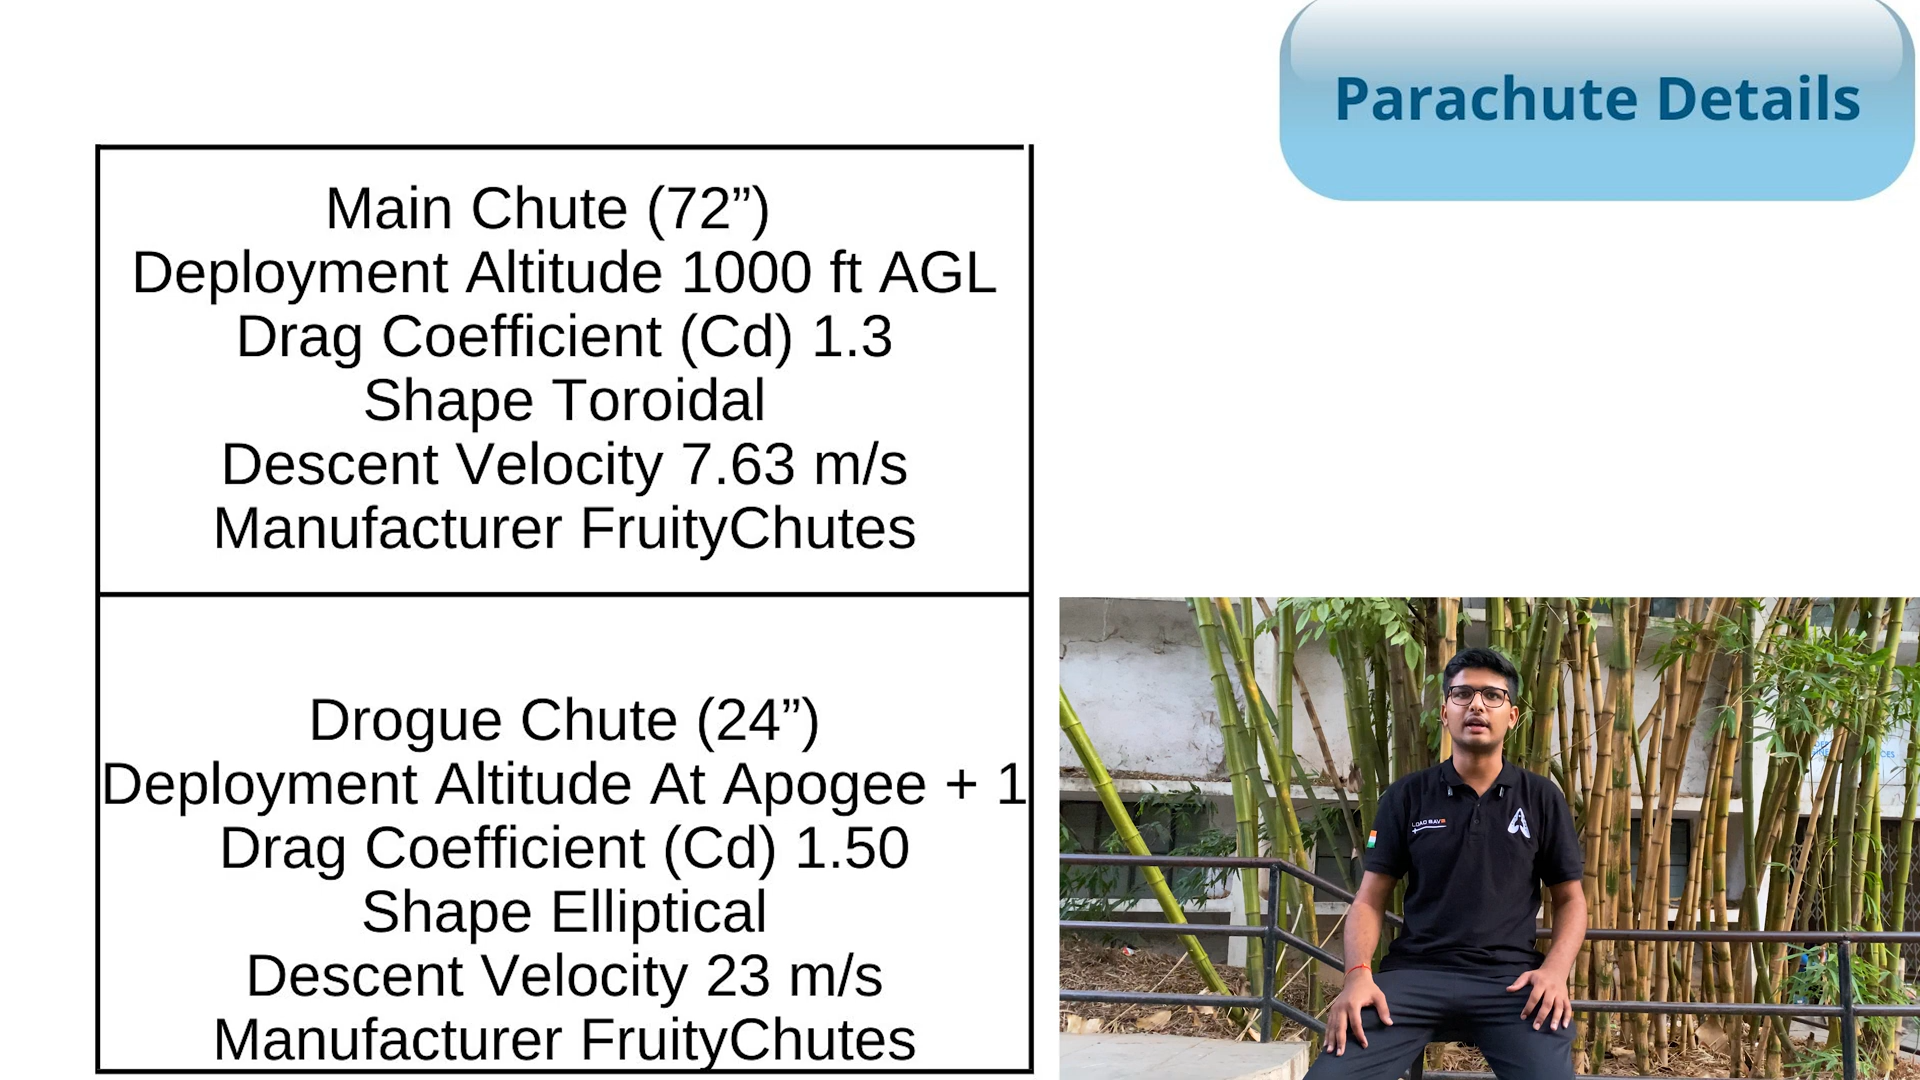 Parachute Details
Main Chute (72”)
Deployment Altitude 1000 ft AGL
Drag Coefficient (Cd) 1.3
Shape Toroidal
Descent Velocity 7.63 m/s
Manufacturer FruityChutes
Drogue Chute (24”)
Deployment Altitude At Apogee + 1
Drag Coefficient (Cd) 1.50
Shape Elliptical
Descent Velocity 23 m/s
Manufacturer FruityChutes